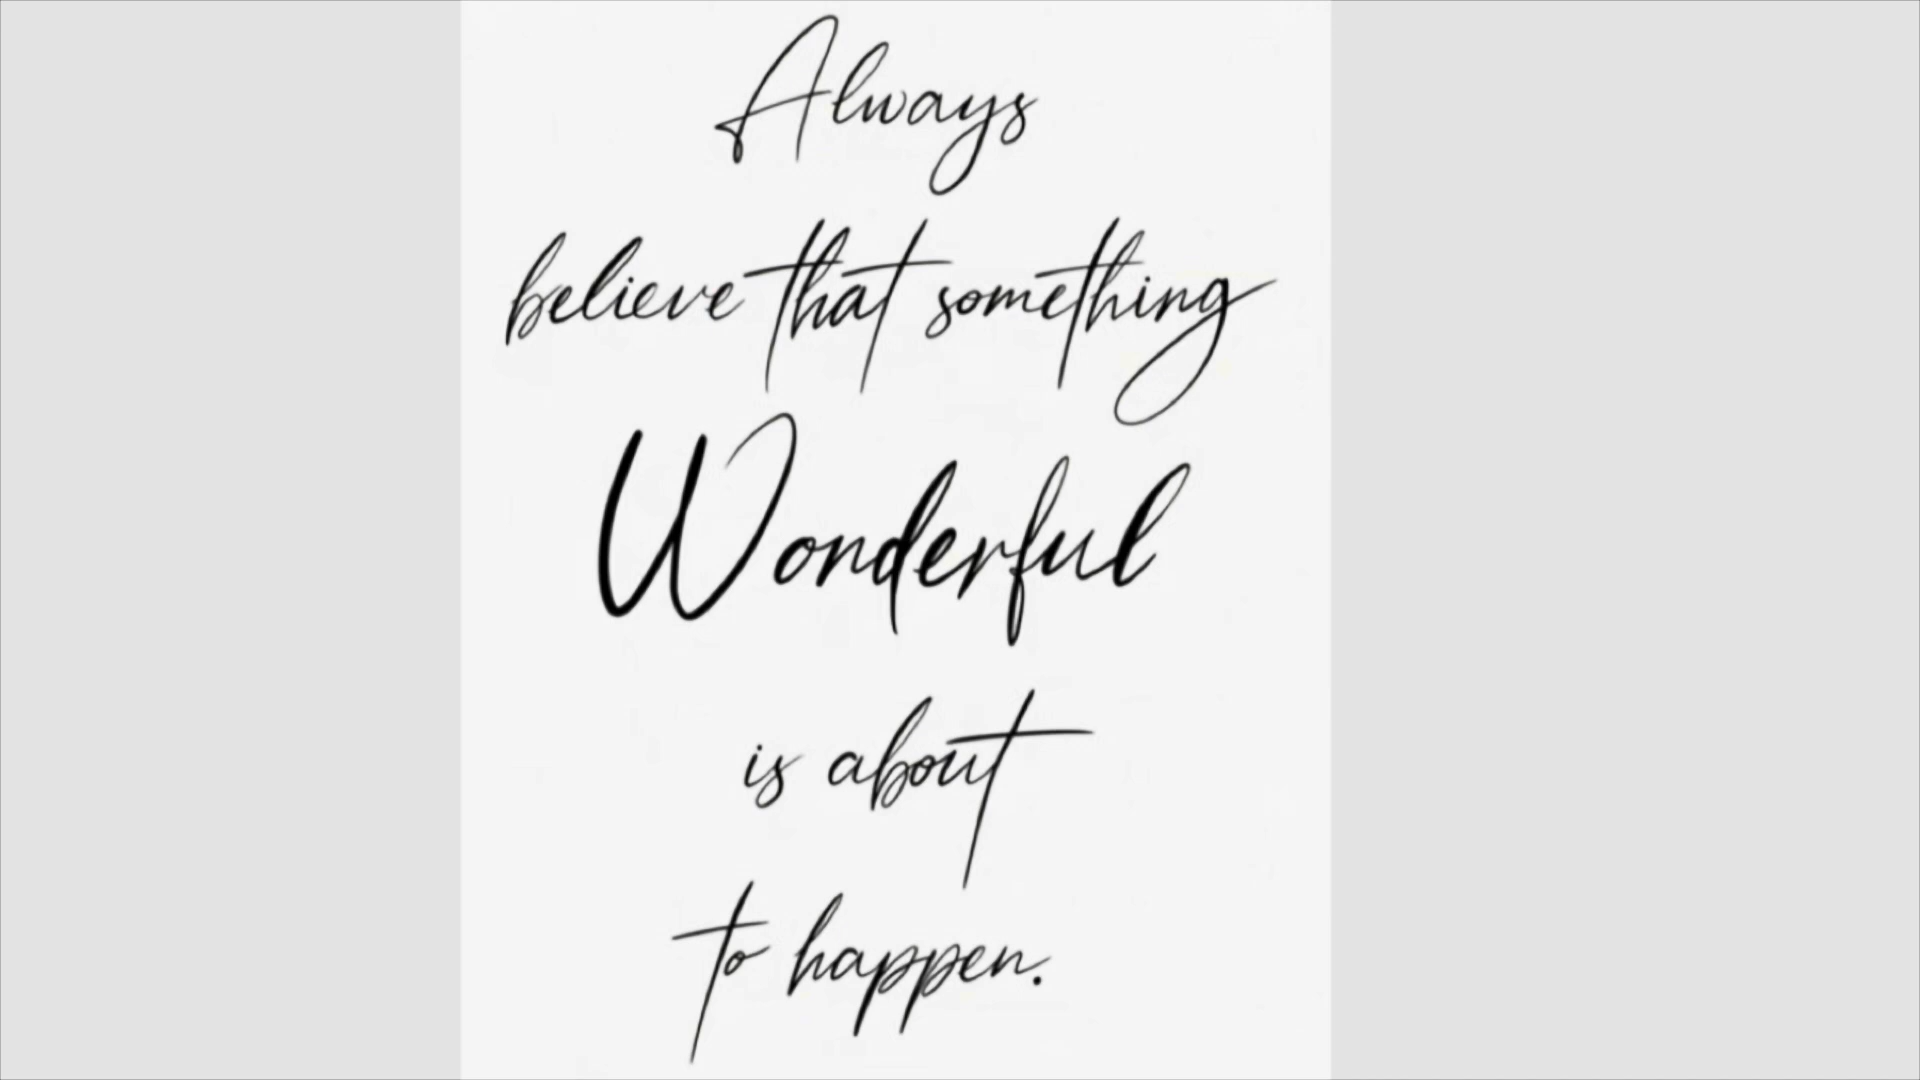 Always
believe that something
Wonderful
is about
to happen.